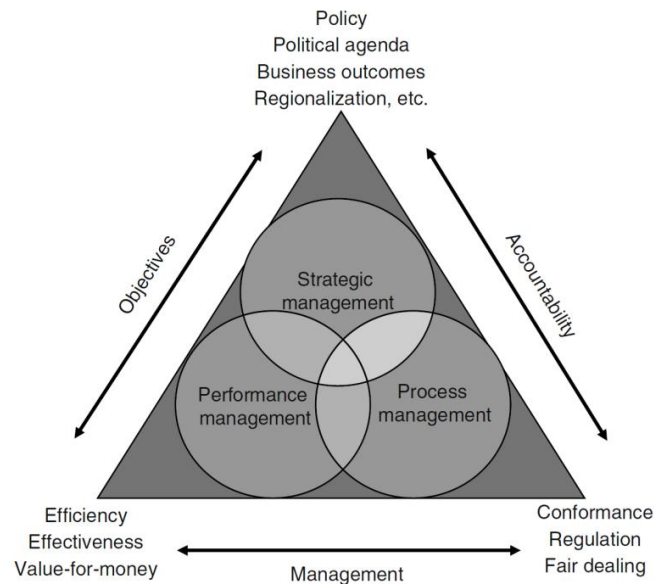 Policy
Political agenda
Business outcomes
Regionalization, etc.
Objectives
Accountability
Strategic
management
Performance
management
Process
management
Efficiency
Effectiveness
Value-for-money
Management
Conformance
Regulation
Fair dealing